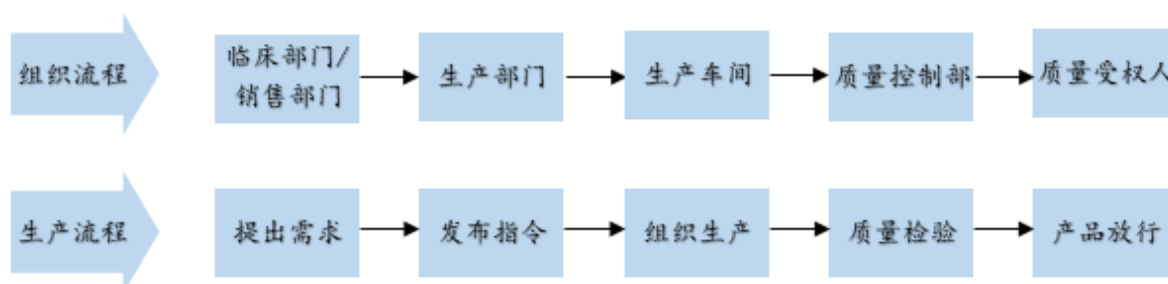 组织流程
临床部门/
销售部门
生产部门
生产车间
质量控制部
质量受权人
生产流程
提出需求
发布指令
组织生产
质量检验
产品放行